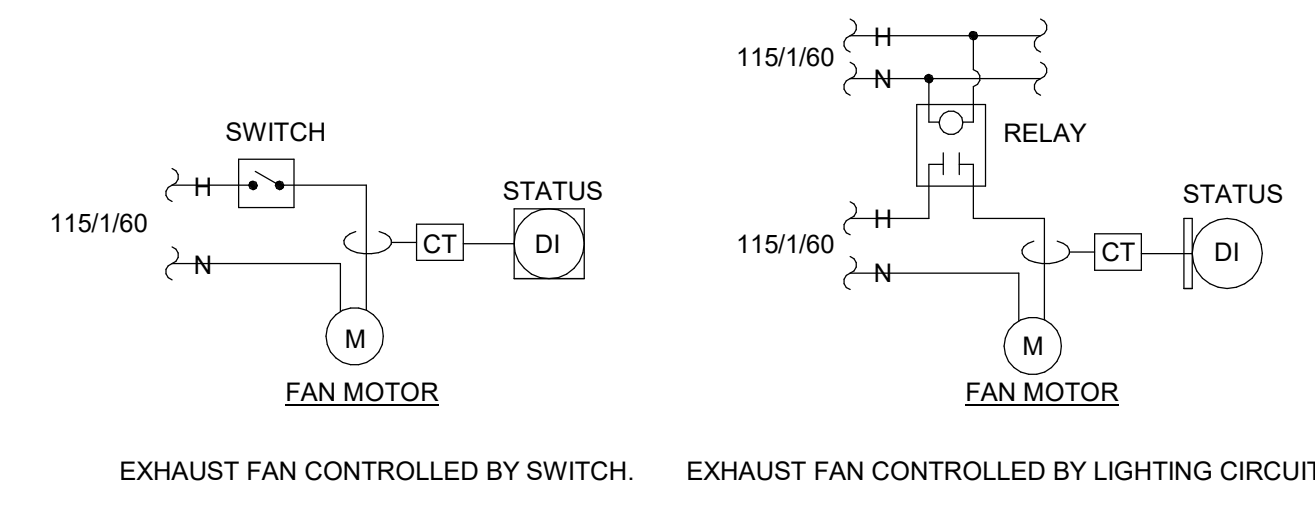 SWITCH
H
115/1/60
N
STATUS
CT
DI
M
FAN MOTOR
EXHAUST FAN CONTROLLED BY SWITCH.
H
115/1/60
N
RELAY
H
115/1/60
N
STATUS
CT
DI
M
FAN MOTOR
EXHAUST FAN CONTROLLED BY LIGHTING CIRCUIT